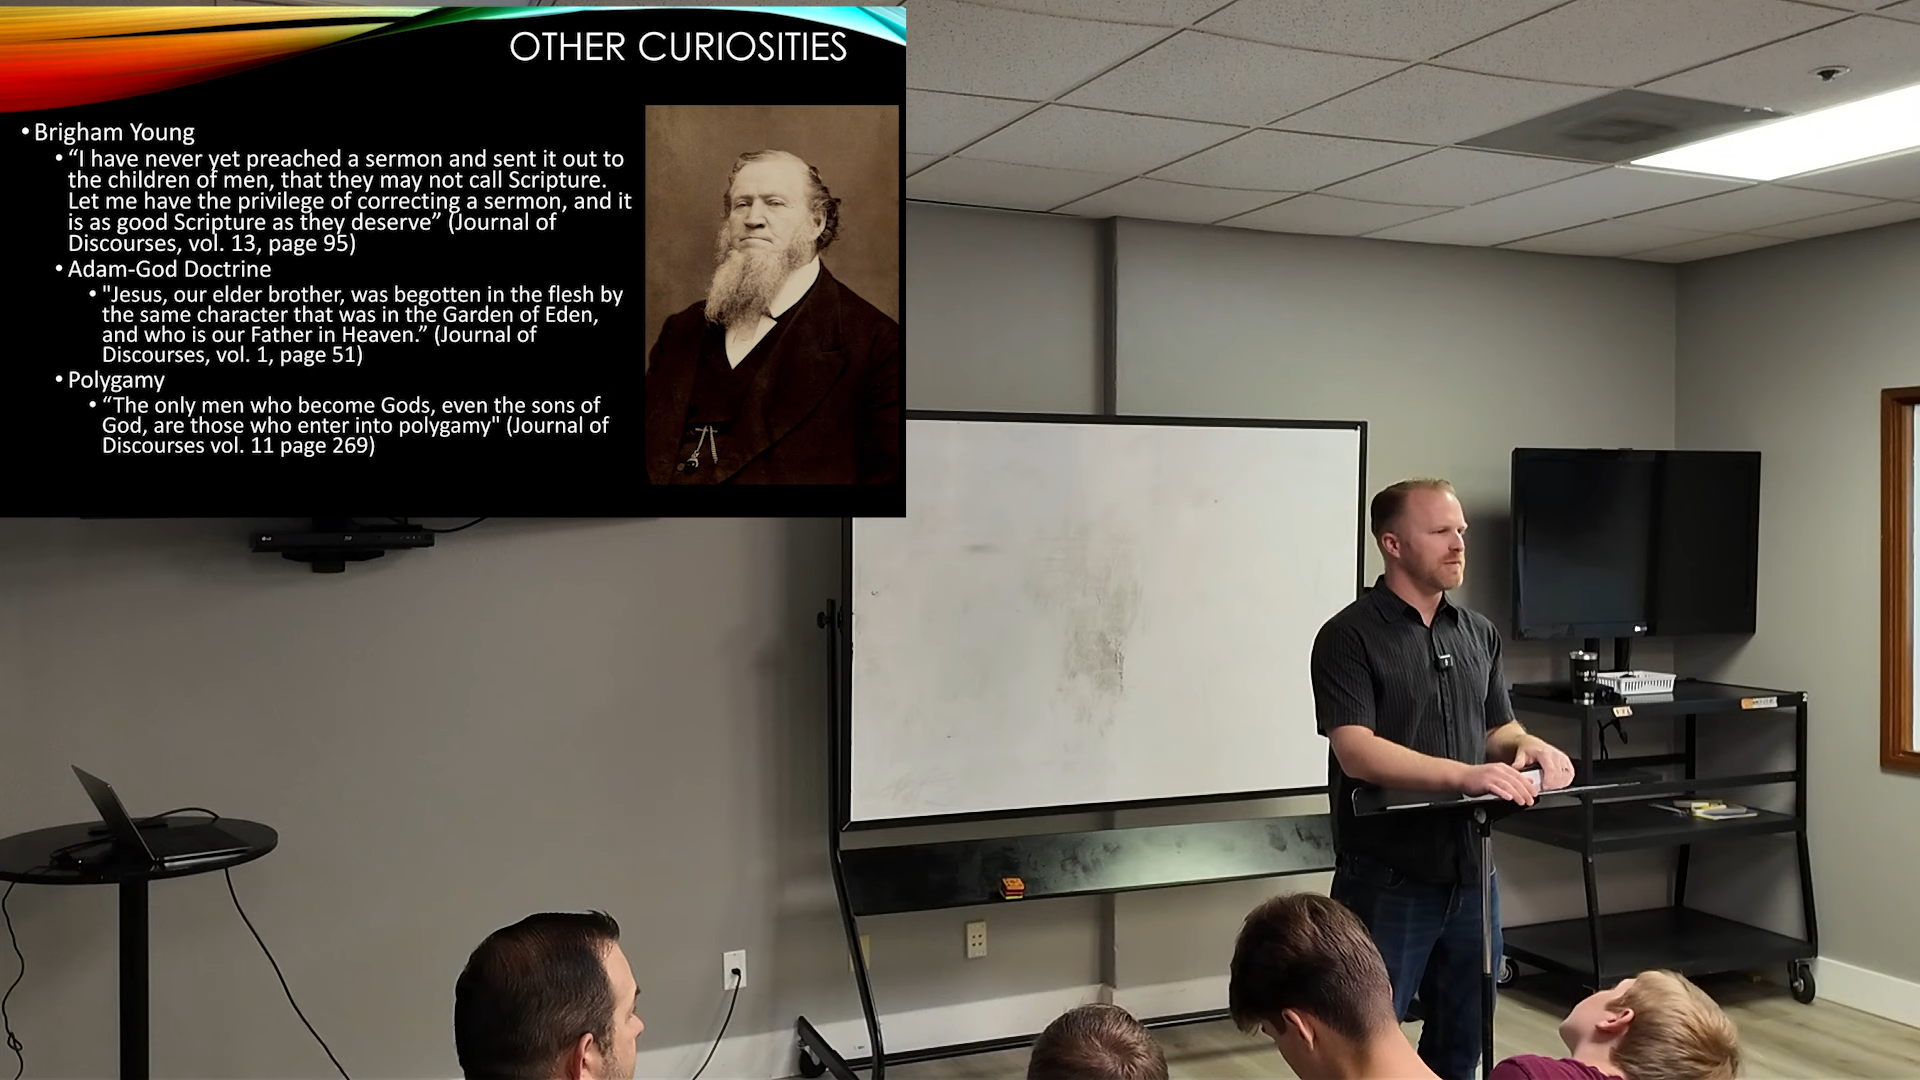 OTHER CURIOSITIES
•Brigham Young
•“I have never yet preached a sermon and sent it out to
the children of men, that they may not call Scripture.
Let me have the privilege of correcting a sermon, and it
is as good Scripture as they deserve” (Journal of
Discourses, vol. 13, page 95)
•Adam-God Doctrine
•"Jesus, our elder brother, was begotten in the flesh by
the same character that was in the Garden of Eden,
and who is our Father in Heaven.” (Journal of
Discourses, vol. 1, page 51)
•Polygamy
•“The only men who become Gods, even the sons of
God, are those who enter into polygamy" (Journal of
Discourses vol. 11 page 269)